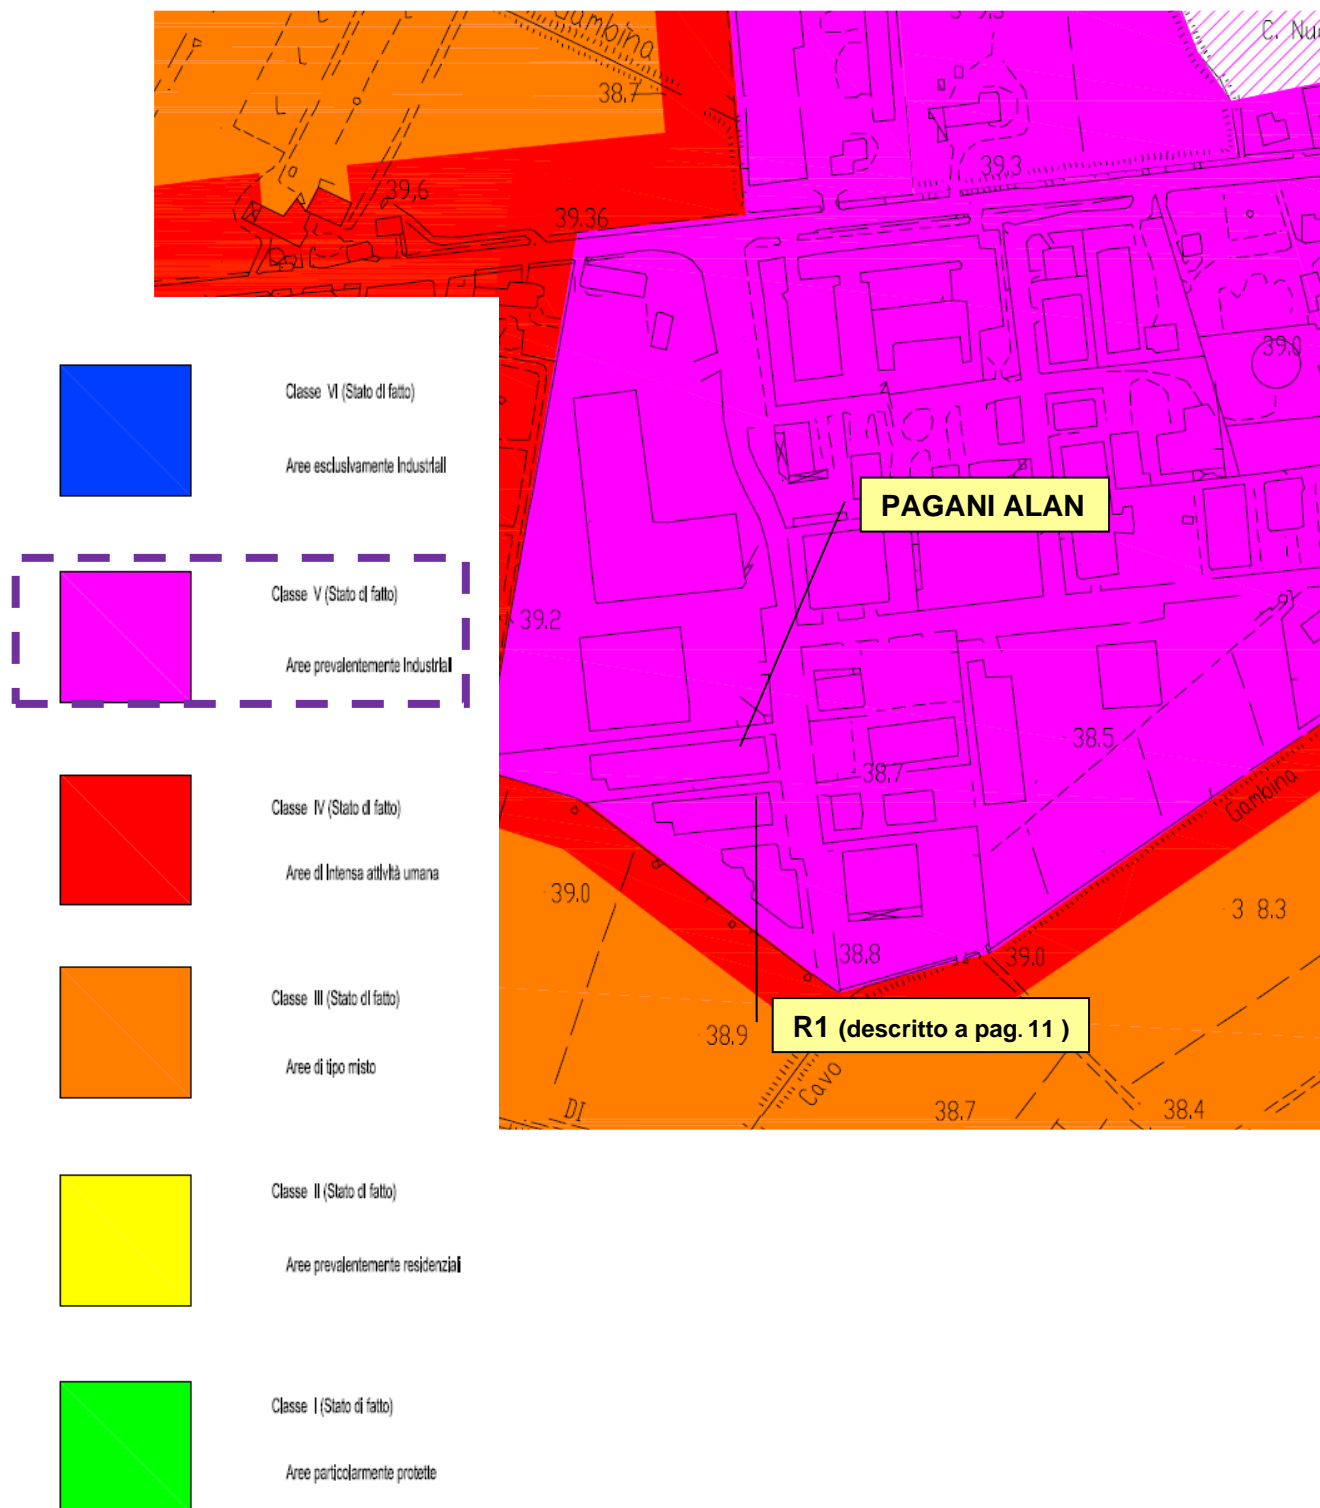 Gambina
38.7
39.3
39,6
39.36
39.0
Classe VI (Stato di fatto)
Aree esclusivamente industriali
PAGANI ALAN
Classe V (Stato di fatto)
39.2
Aree prevalentemente industriali
38.5
38.7
Gambina
Classe IV (Stato di fatto)
Aree di intensa attività umana
39.0
3 8.3
38.8
39.0
Classe III (Stato di fatto)
R1 (descritto a pag. 11 )
38.9
Aree di tipo misto
Cavo
DI
38.7
38.4
Classe II (Stato di fatto)
Aree prevalentemente residenziali
Classe I (Stato di fatto)
Aree particolarmente protette